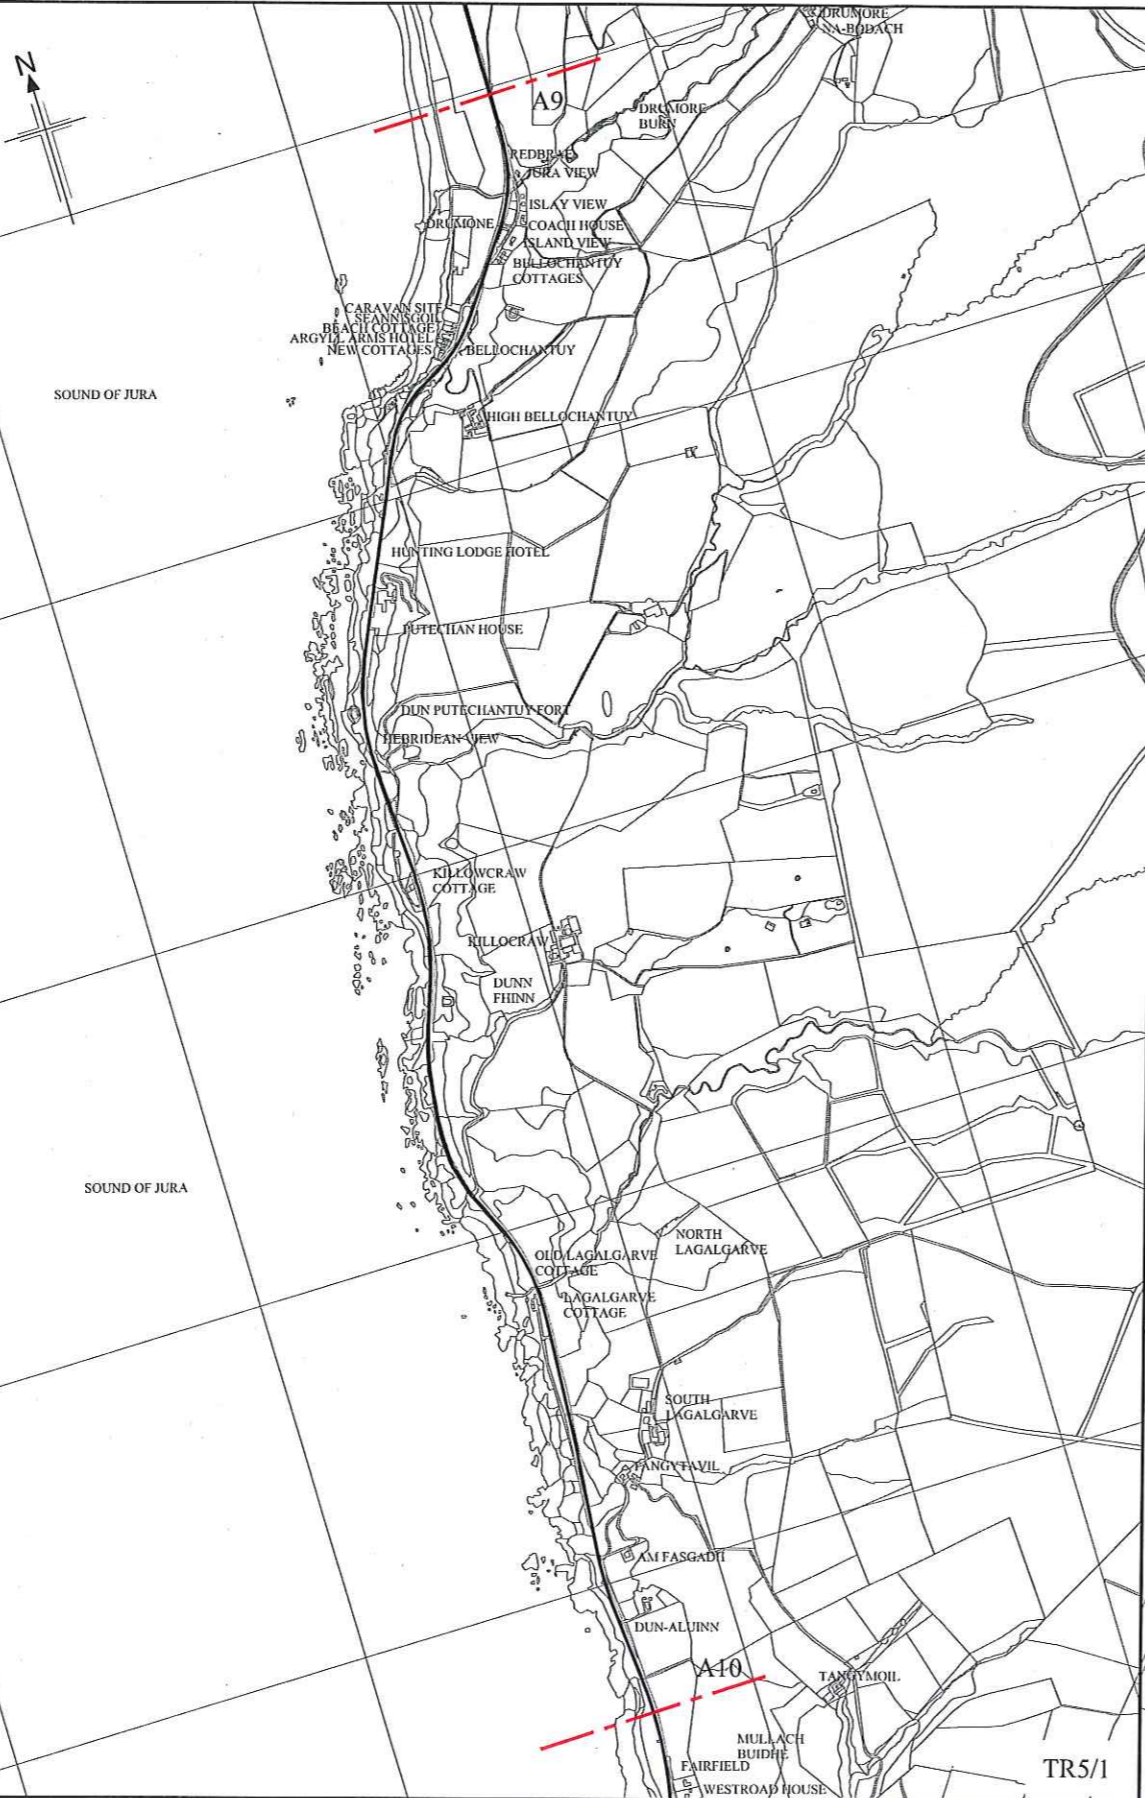 DRUMORE
NA-BODACH
N
A9
DRUMORE
BURN
REDBRAE
JURA VIEW
ISLAY VIEW
DRUMONE
COACH HOUSE
ISLAND VIEW
BELLOCHANTUY
COTTAGES
CARAVAN SITE
SEANNSGOIL
BEACH COTTAGE
ARGYLL ARMS HOTEL
NEW COTTAGES
BELLOCHANTUY
SOUND OF JURA
HIGH BELLOCHANTUY
HUNTING LODGE HOTEL
PUTECHAN HOUSE
DUN PUTECHANTUY FORT
HEBRIDEAN VIEW
KILLOWCRAW
COTTAGE
KILLOCRAW
DUNN
FHINN
SOUND OF JURA
NORTH
LAGALGARVE
OLD LAGALGARVE
COTTAGE
LAGALGARVE
COTTAGE
SOUTH
LAGALGARVE
TANGYTAVIL
AM FASGADH
DUN-ALUINN
A10
TANGYMOIL
MULLACH
BUIDHE
FAIRFIELD
WESTROAD HOUSE
TR5/1